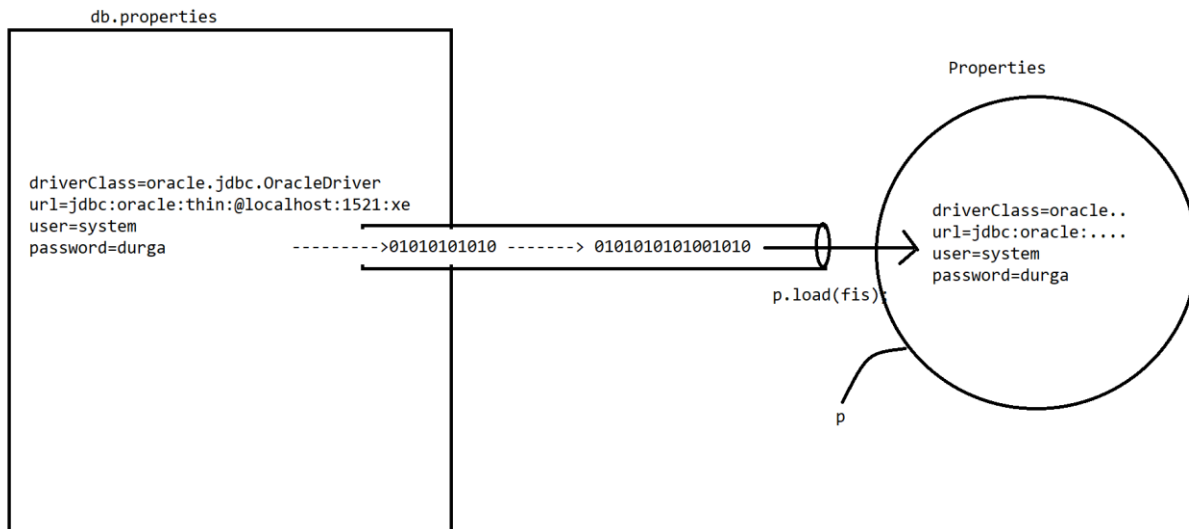 db.properties
Properties
driverClass=oracle.jdbc.OracleDriver
url=jdbc:oracle:thin:@localhost:1521:xe
user=system
password=durga
--------->01010101010 -------> 0101010101001010
driverClass=oracle..
url=jdbc:oracle:....
user=system
password=durga
p.load(fis);
p